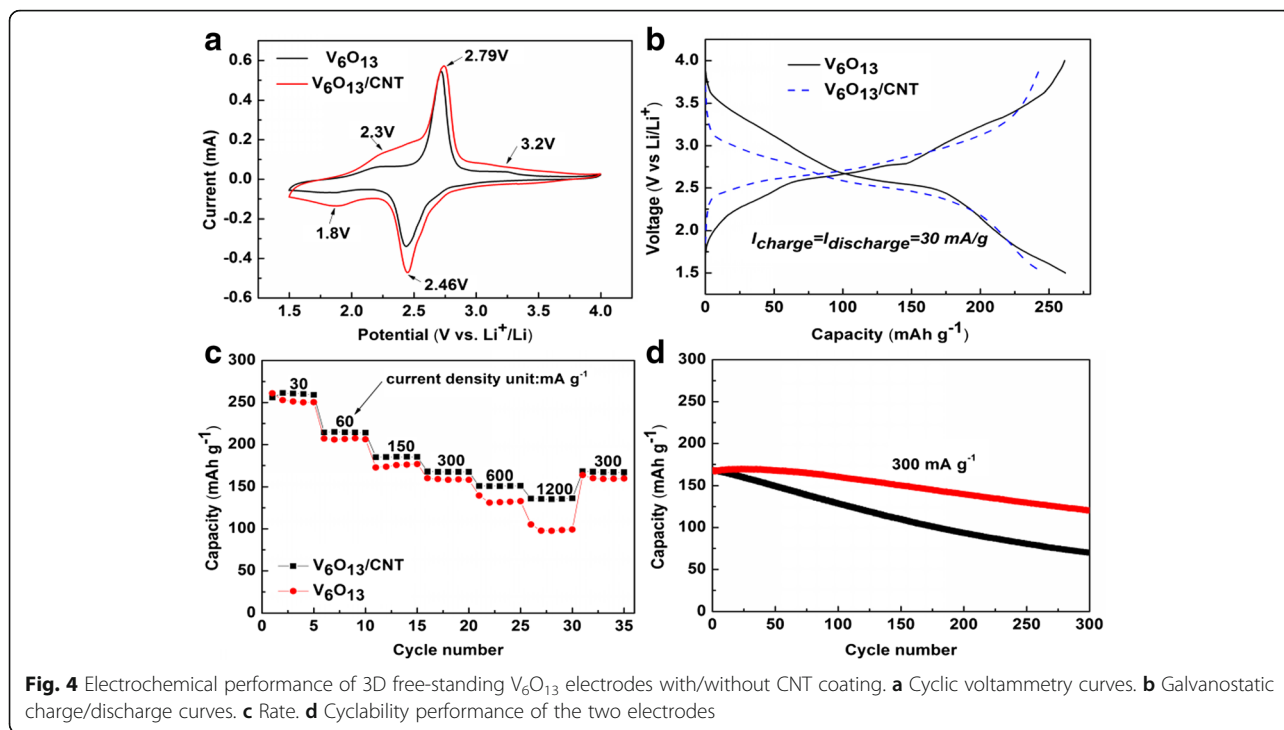 a
V₆O₁₃
V₆O₁₃/CNT
2.79V
2.3V
3.2V
1.8V
2.46V
0.6
0.4
0.2
0.0
-0.2
-0.4
-0.6
Current (mA)
1.5 2.0 2.5 3.0 3.5 4.0
Potential (V vs. Li⁺/Li)
b
V₆O₁₃
V₆O₁₃/CNT
4.0
3.5
3.0
2.5
2.0
1.5
Voltage (V vs Li/Li⁺)
I charge=I discharge=30 mA/g
0 50 100 150 200 250
Capacity (mAh g⁻¹)
c
300
250
200
150
100
50
0
Capacity (mAh g⁻¹)
30
current density unit:mA g⁻¹
60
150
300
600
1200
300
V₆O₁₃/CNT
V₆O₁₃
0 5 10 15 20 25 30 35
Cycle number
d
300
250
200
150
100
50
0
Capacity (mAh g⁻¹)
300 mA g⁻¹
0 50 100 150 200 250 300
Cycle number
Fig. 4 Electrochemical performance of 3D free-standing V₆O₁₃ electrodes with/without CNT coating. a Cyclic voltammetry curves. b Galvanostatic
charge/discharge curves. c Rate. d Cyclability performance of the two electrodes